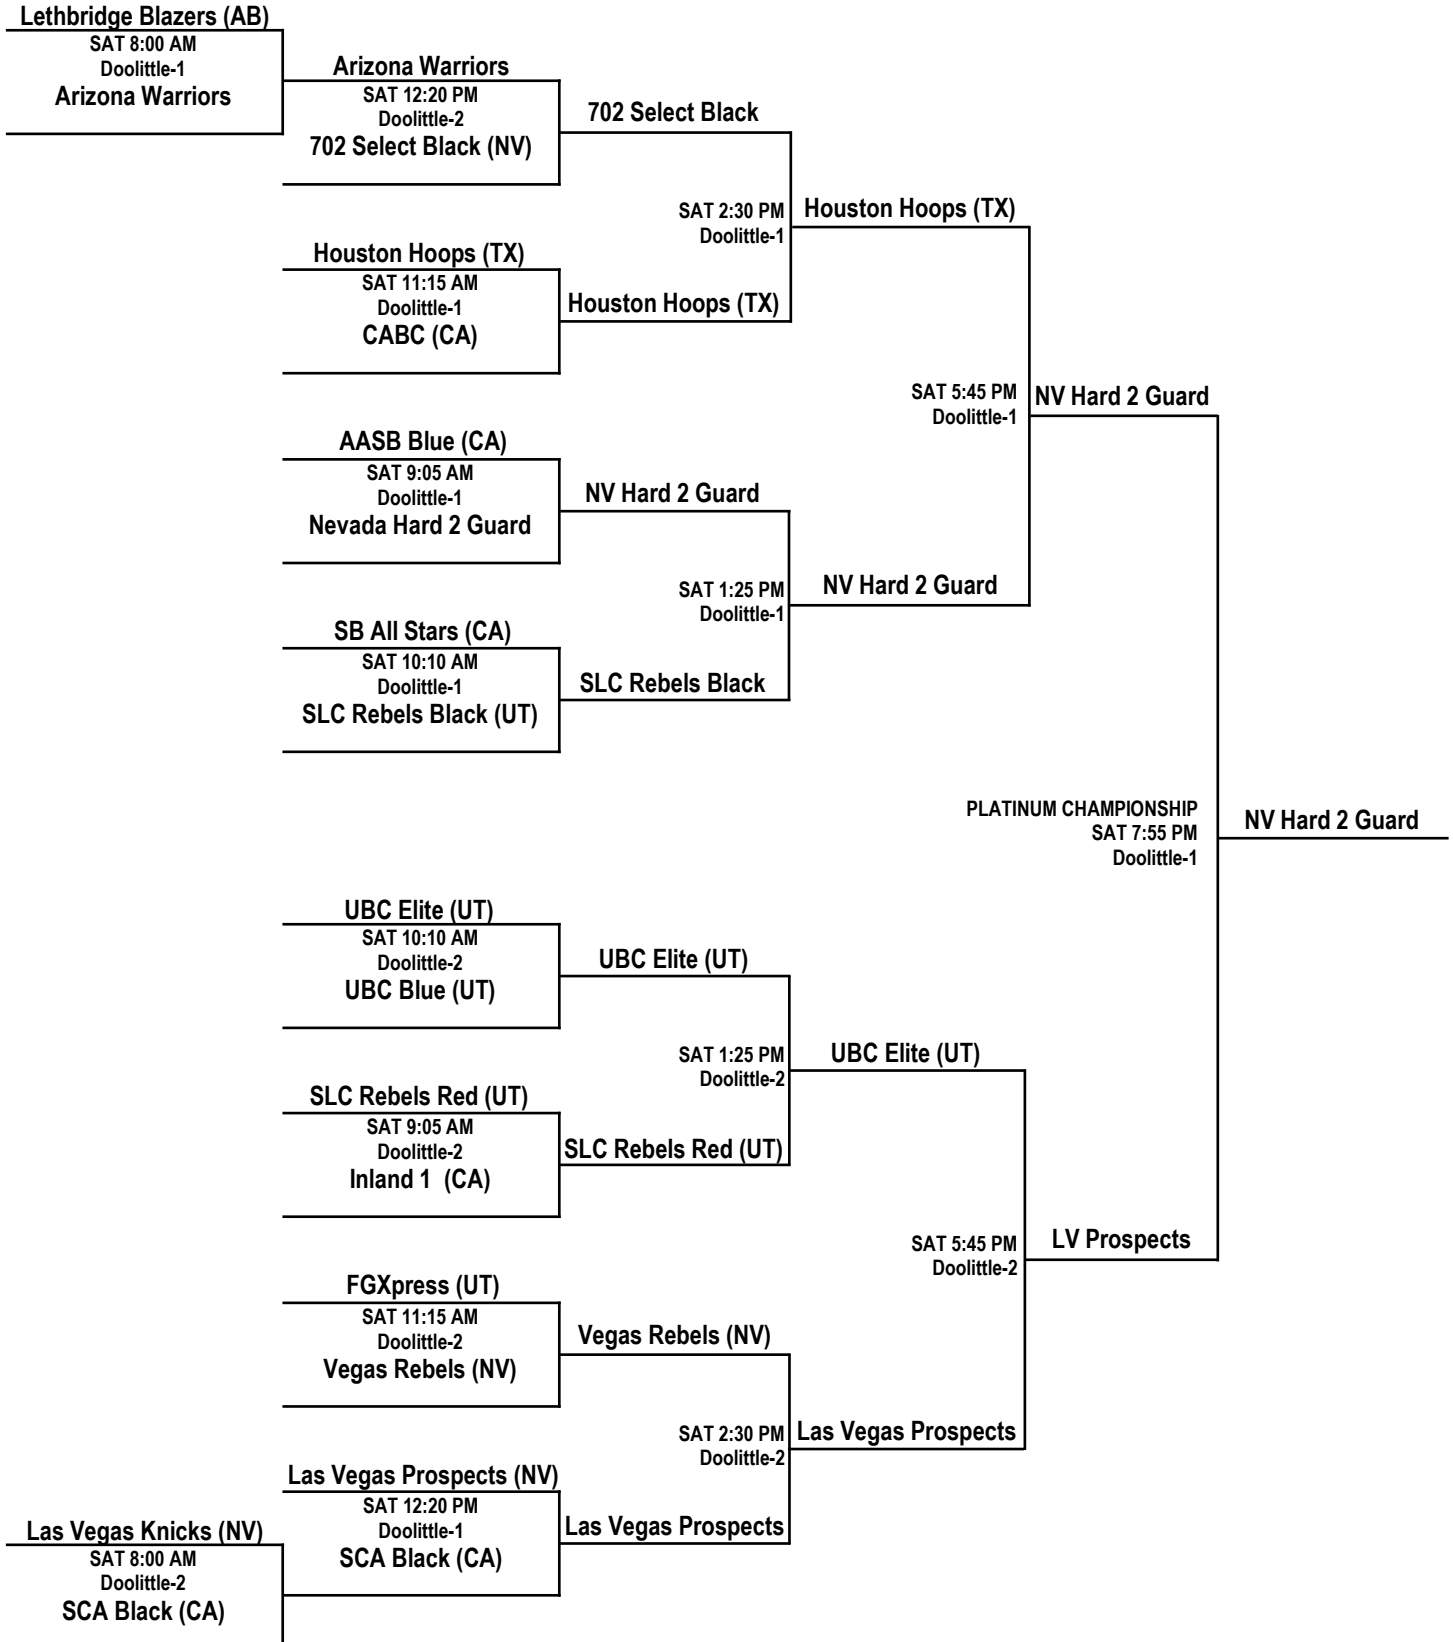 Lethbridge Blazers (AB)
SAT 8:00 AM
Doolittle-1
Arizona Warriors
Arizona Warriors
SAT 12:20 PM
Doolittle-2
702 Select Black (NV)
702 Select Black
SAT 2:30 PM
Doolittle-1
Houston Hoops (TX)
Houston Hoops (TX)
SAT 11:15 AM
Doolittle-1
CABC (CA)
Houston Hoops (TX)
SAT 5:45 PM
Doolittle-1
NV Hard 2 Guard
AASB Blue (CA)
SAT 9:05 AM
Doolittle-1
Nevada Hard 2 Guard
NV Hard 2 Guard
SAT 1:25 PM
Doolittle-1
NV Hard 2 Guard
SB All Stars (CA)
SAT 10:10 AM
Doolittle-1
SLC Rebels Black (UT)
SLC Rebels Black
PLATINUM CHAMPIONSHIP
SAT 7:55 PM
Doolittle-1
NV Hard 2 Guard
UBC Elite (UT)
SAT 10:10 AM
Doolittle-2
UBC Blue (UT)
UBC Elite (UT)
SAT 1:25 PM
Doolittle-2
UBC Elite (UT)
SLC Rebels Red (UT)
SAT 9:05 AM
Doolittle-2
Inland 1 (CA)
SLC Rebels Red (UT)
SAT 5:45 PM
Doolittle-2
LV Prospects
FGXpress (UT)
SAT 11:15 AM
Doolittle-2
Vegas Rebels (NV)
Vegas Rebels (NV)
SAT 2:30 PM
Doolittle-2
Las Vegas Prospects
Las Vegas Prospects (NV)
SAT 12:20 PM
Doolittle-1
SCA Black (CA)
Las Vegas Prospects
Las Vegas Knicks (NV)
SAT 8:00 AM
Doolittle-2
SCA Black (CA)